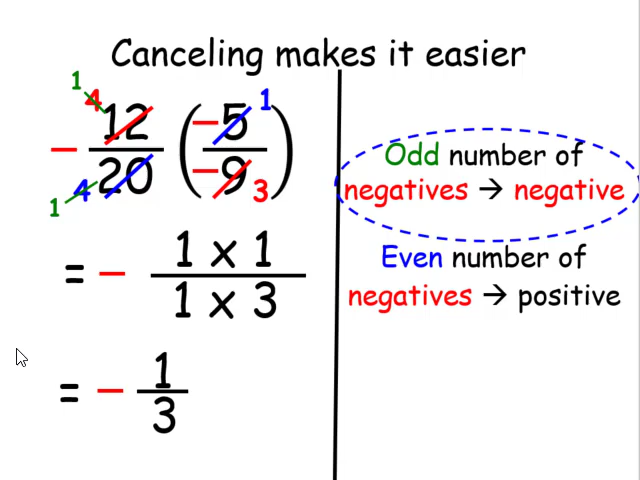 Canceling makes it easier
1 4 1
- 12/20 (-5/-9)
1 4 3
= - 1 x 1 / 1 x 3
= - 1/3
Odd number of
negatives → negative
Even number of
negatives → positive